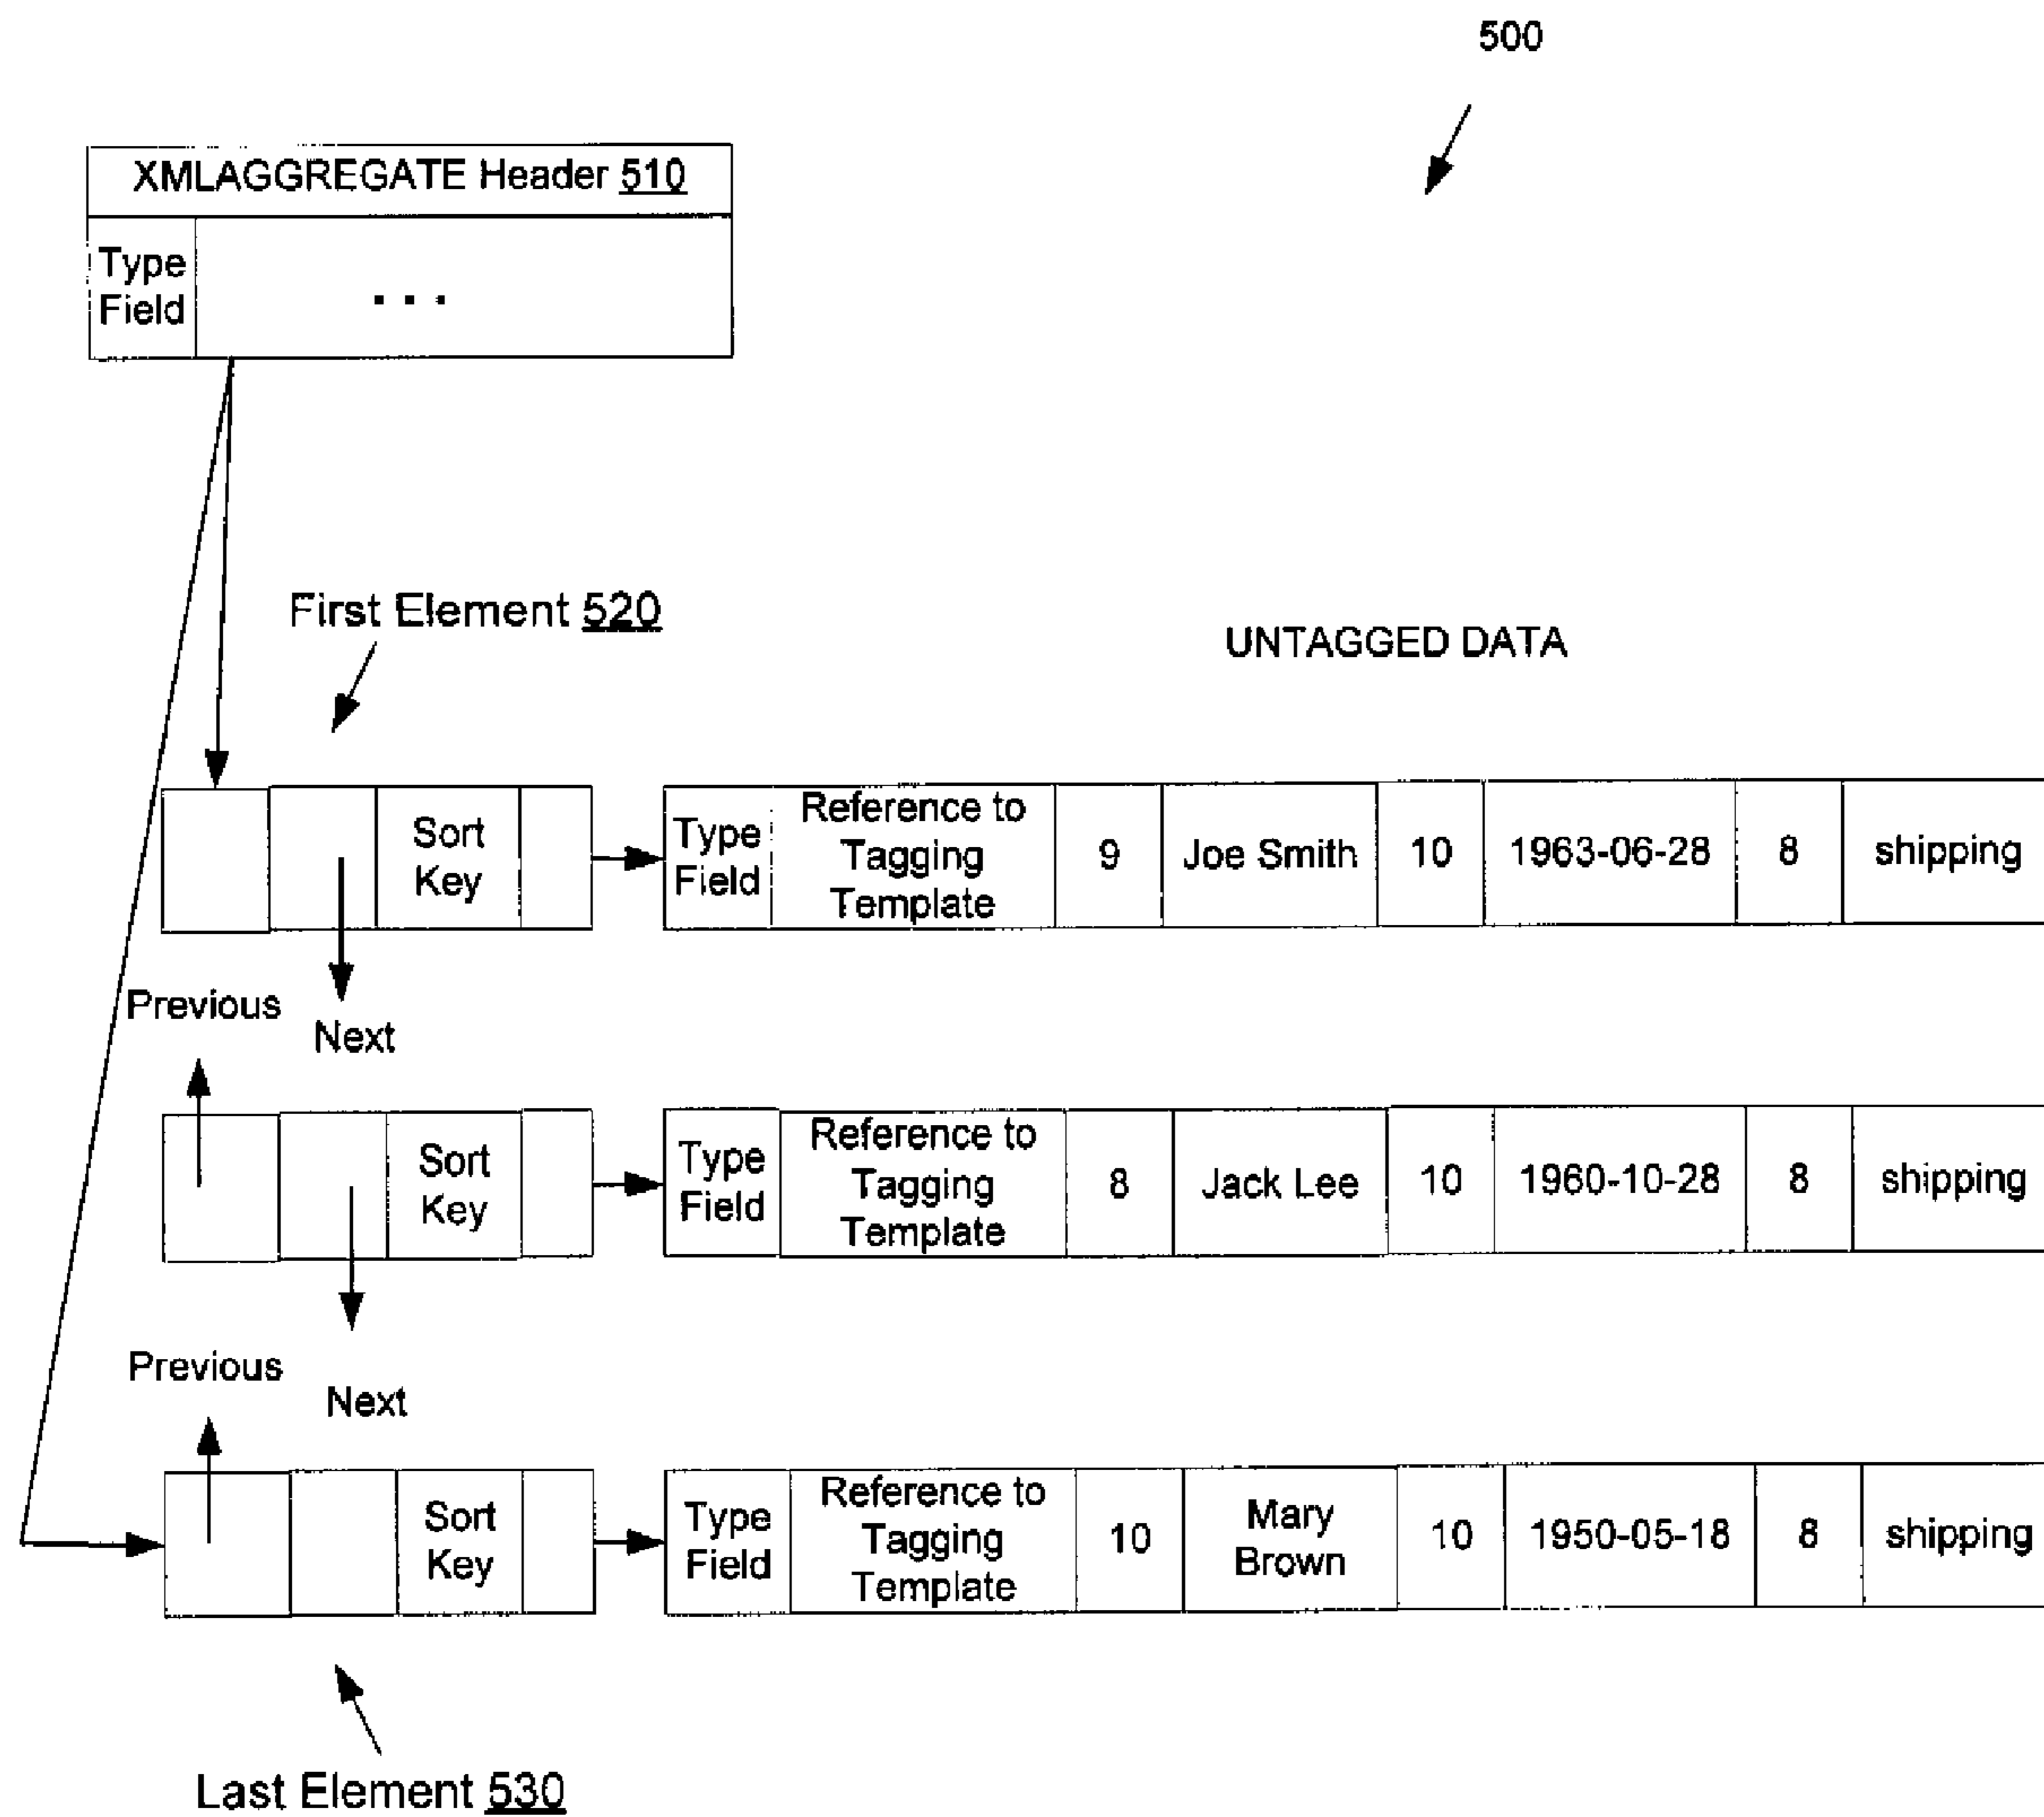 500
XMLAGGREGATE Header 510
Type
Field
...
First Element 520
UNTAGGED DATA
Sort
Key
Type
Field
Reference to
Tagging
Template
9
Joe Smith
10
1963-06-28
8
shipping
Previous
Next
Sort
Key
Type
Field
Reference to
Tagging
Template
8
Jack Lee
10
1960-10-28
8
shipping
Previous
Next
Sort
Key
Type
Field
Reference to
Tagging
Template
10
Mary
Brown
10
1950-05-18
8
shipping
Last Element 530